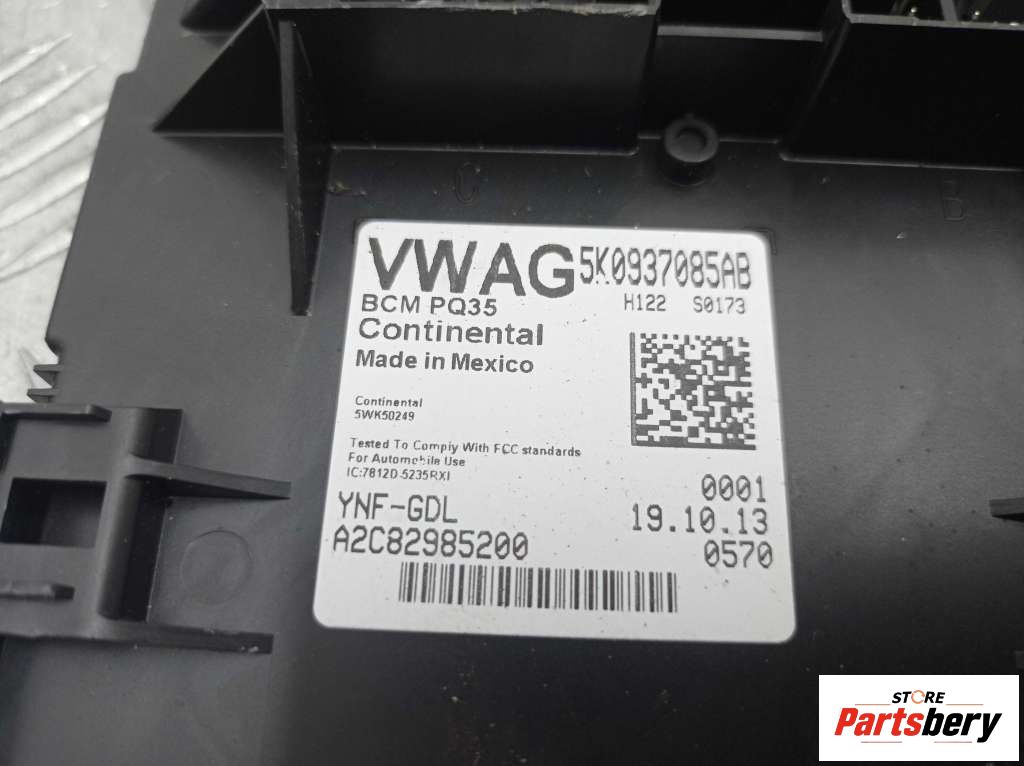 C
B
VWAG 5K0937085AB
BCM PQ35 H122 S0173
Continental
Made in Mexico
Continental
5WK50249
Tested To Comply With FCC standards
For Automobile Use
IC:7812D-5235RXI
0001
YNF-GDL 19.10.13
A2C82985200 0570
STORE
Partsbery